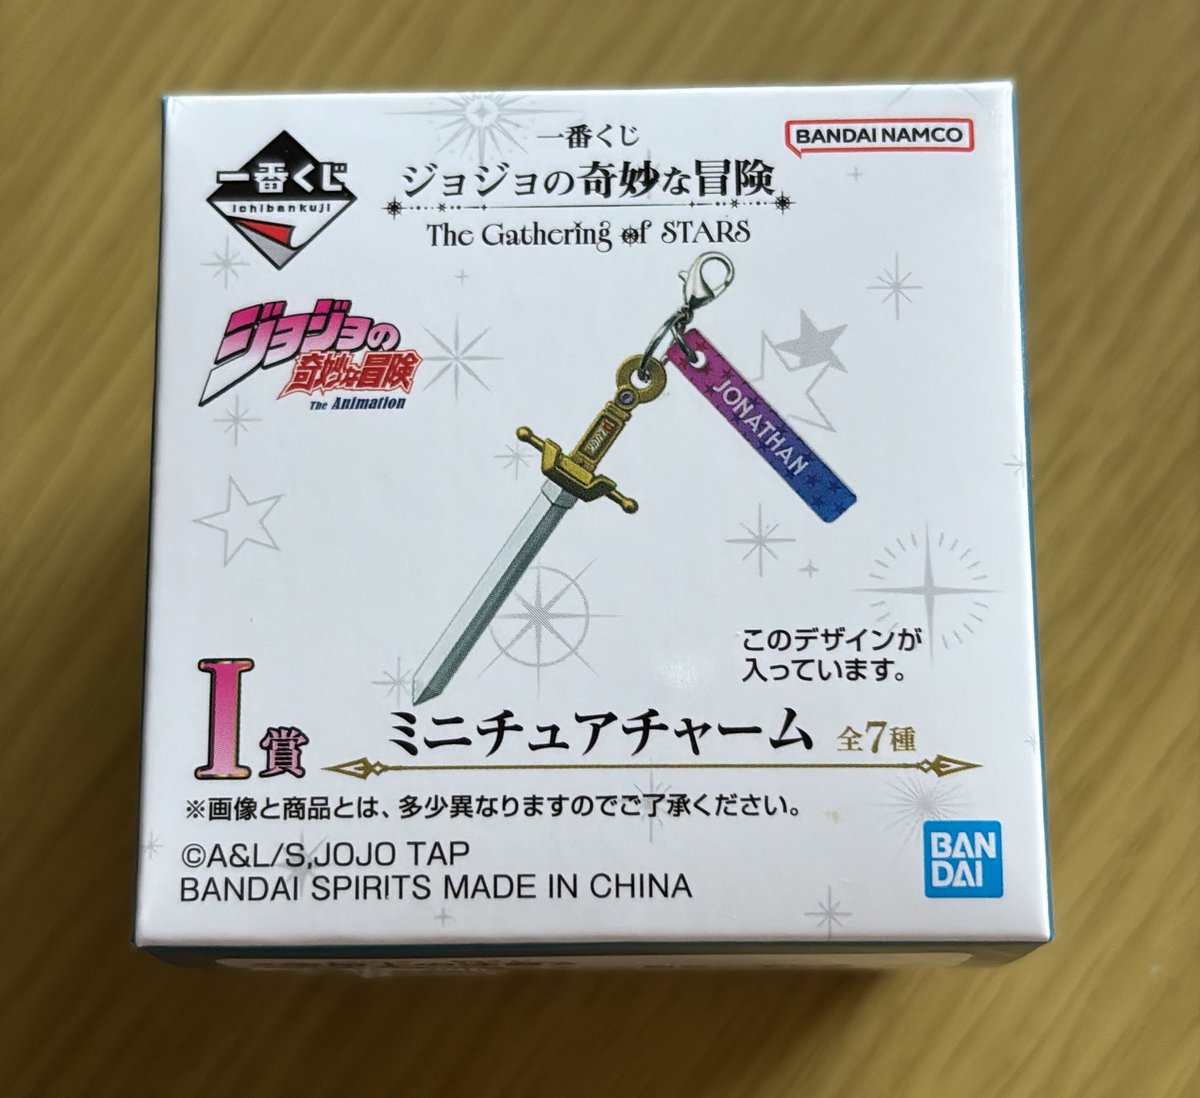 一番くじ
ichibankuji
一番くじ
ジョジョの奇妙な冒険
The Gathering of STARS
BANDAI NAMCO
ジョジョの
奇妙な冒険
The Animation
JONATHAN
このデザインが
入っています。
I賞
ミニチュアチャーム 全7種
※画像と商品とは、多少異なりますのでご了承ください。
©A&L/S,JOJO TAP
BANDAI SPIRITS MADE IN CHINA
BAN
DAI